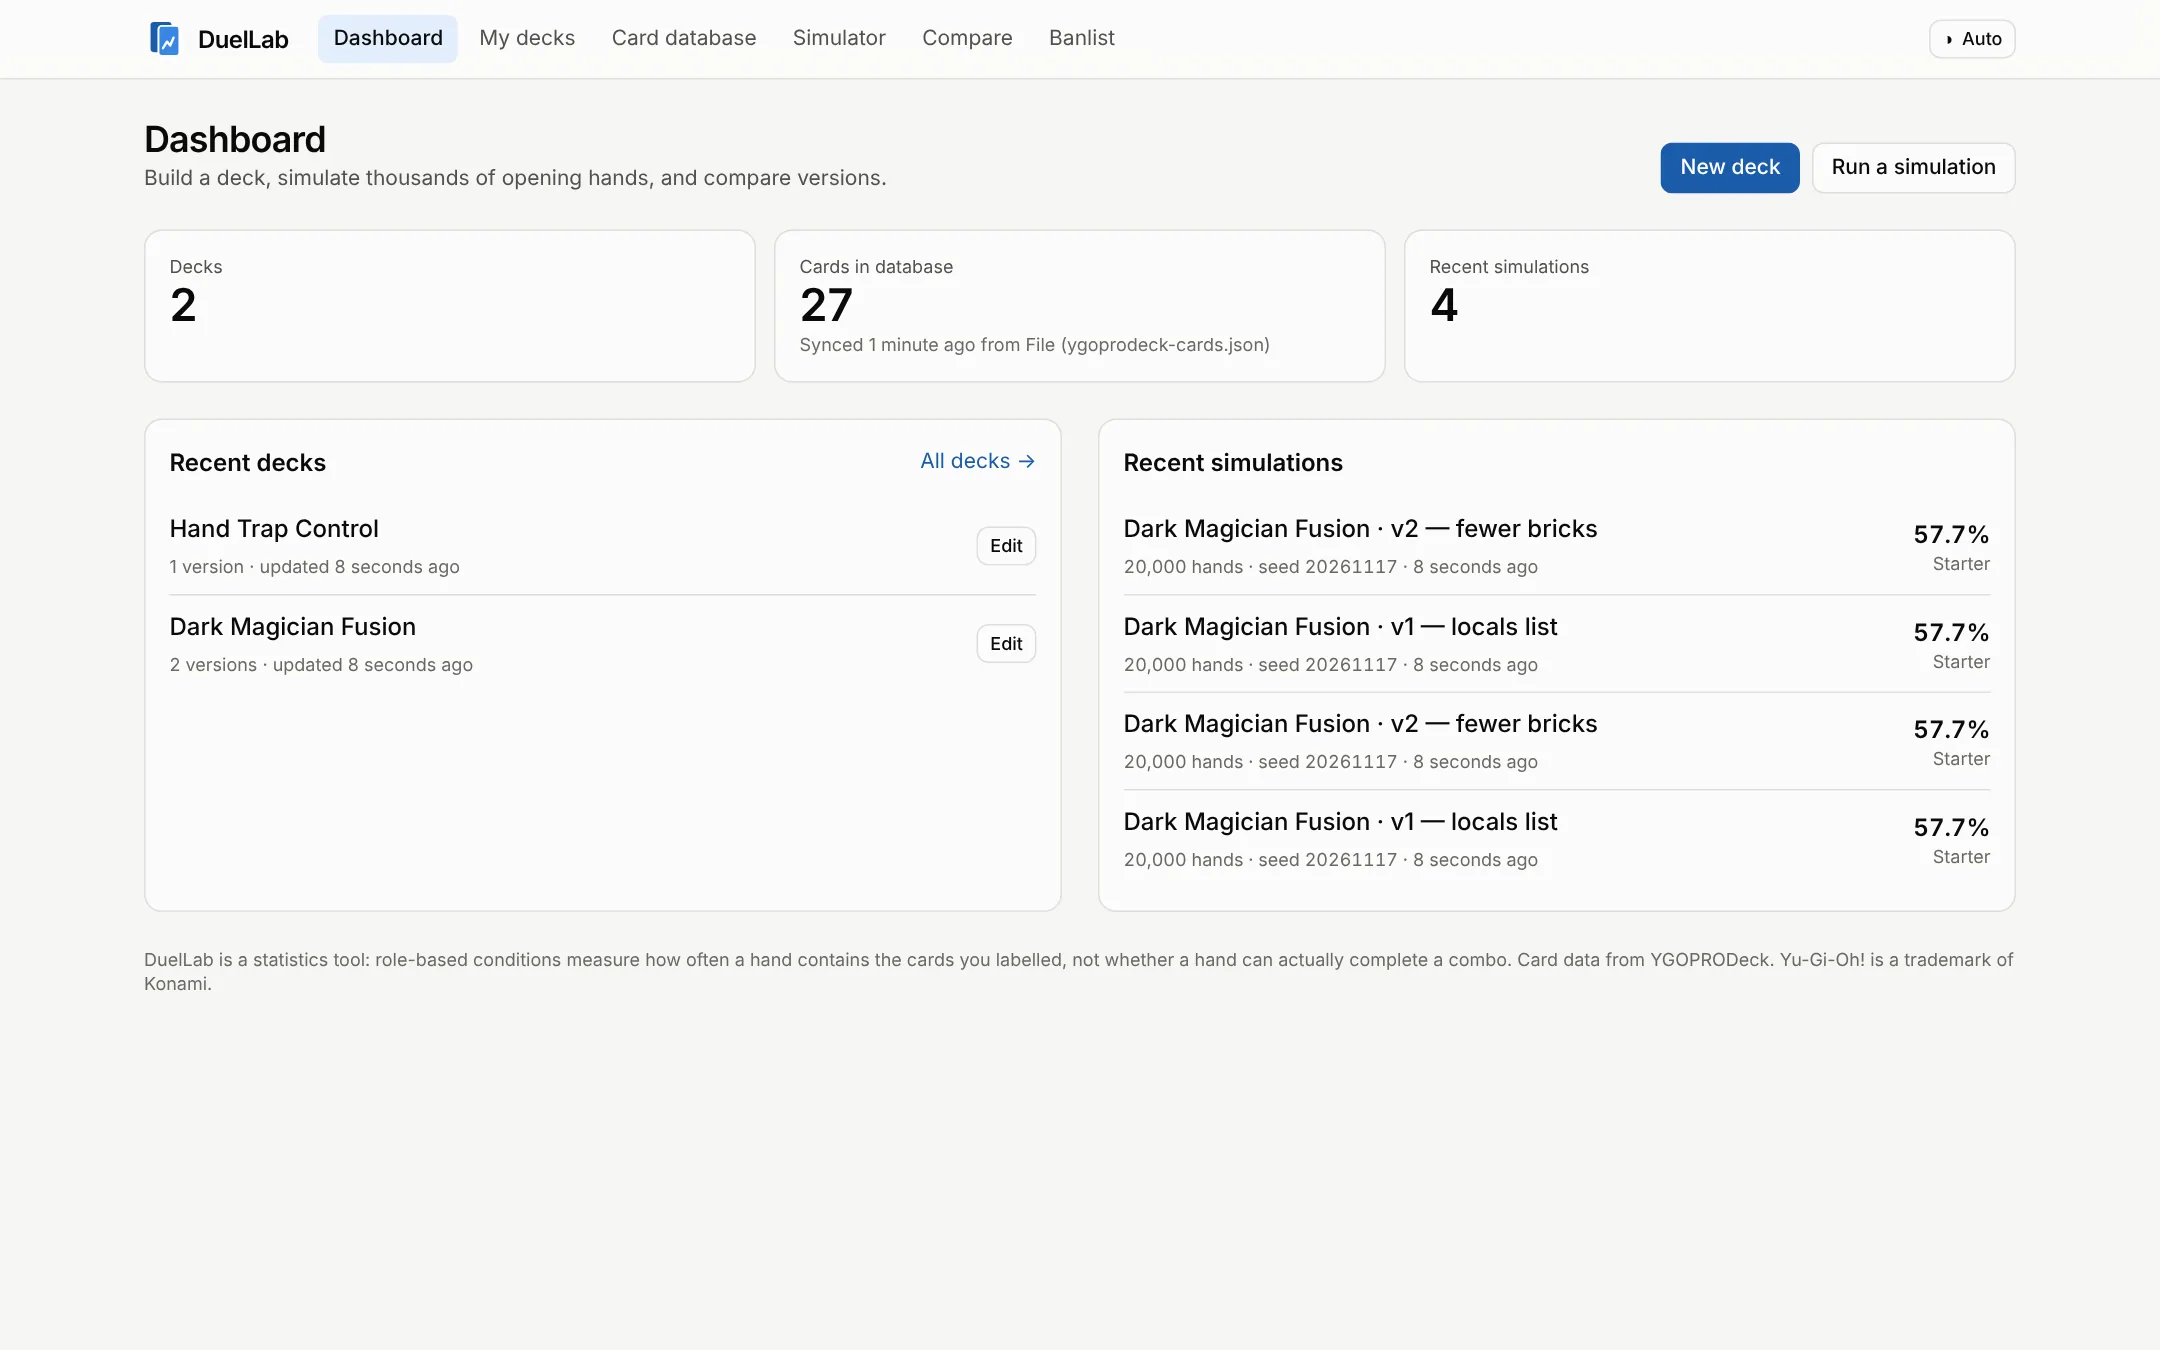 DuelLab
Dashboard
My decks
Card database
Simulator
Compare
Banlist
Auto
Dashboard
Build a deck, simulate thousands of opening hands, and compare versions.
New deck
Run a simulation
Decks
2
Cards in database
27
Synced 1 minute ago from File (ygoprodeck-cards.json)
Recent simulations
4
Recent decks
All decks →
Hand Trap Control
1 version · updated 8 seconds ago
Edit
Dark Magician Fusion
2 versions · updated 8 seconds ago
Edit
Recent simulations
Dark Magician Fusion · v2 — fewer bricks
20,000 hands · seed 20261117 · 8 seconds ago
57.7%
Starter
Dark Magician Fusion · v1 — locals list
20,000 hands · seed 20261117 · 8 seconds ago
57.7%
Starter
Dark Magician Fusion · v2 — fewer bricks
20,000 hands · seed 20261117 · 8 seconds ago
57.7%
Starter
Dark Magician Fusion · v1 — locals list
20,000 hands · seed 20261117 · 8 seconds ago
57.7%
Starter
DuelLab is a statistics tool: role-based conditions measure how often a hand contains the cards you labelled, not whether a hand can actually complete a combo. Card data from YGOPRODeck. Yu-Gi-Oh! is a trademark of
Konami.